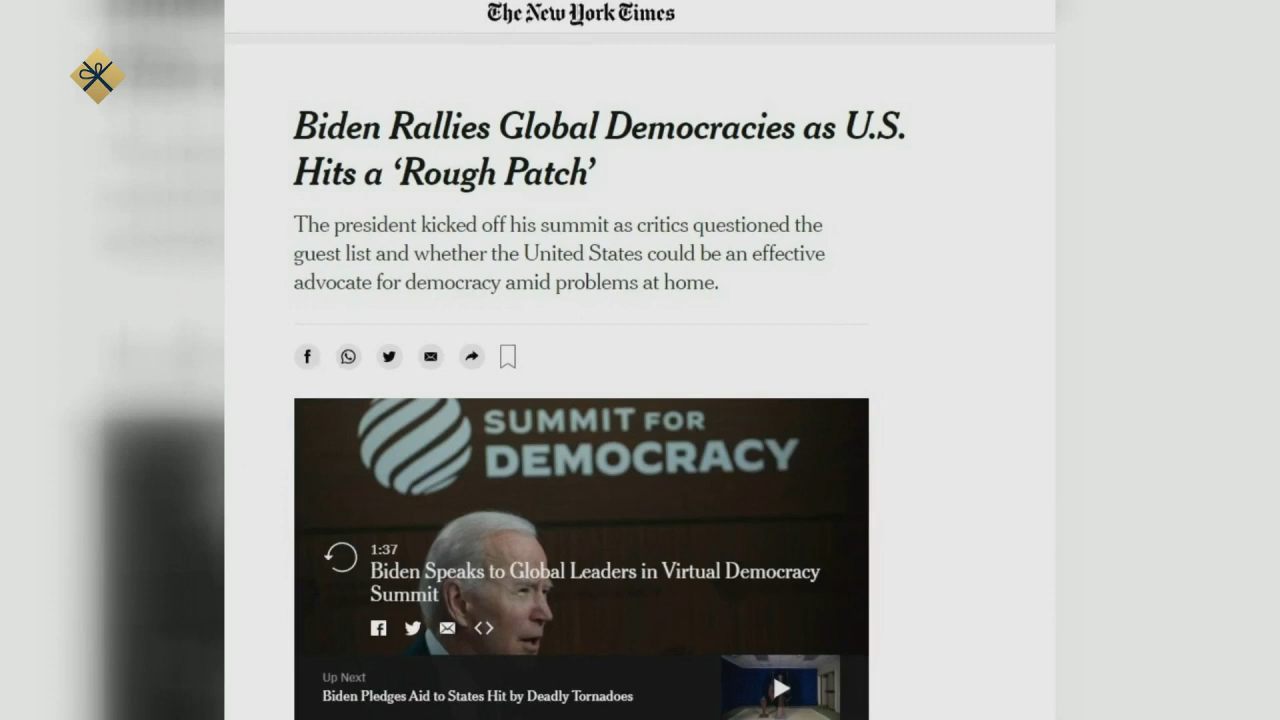 The New York Times
Biden Rallies Global Democracies as U.S.
Hits a ‘Rough Patch’
The president kicked off his summit as critics questioned the
guest list and whether the United States could be an effective
advocate for democracy amid problems at home.
SUMMIT FOR
DEMOCRACY
1:37
Biden Speaks to Global Leaders in Virtual Democracy
Summit
Up Next
Biden Pledges Aid to States Hit by Deadly Tornadoes